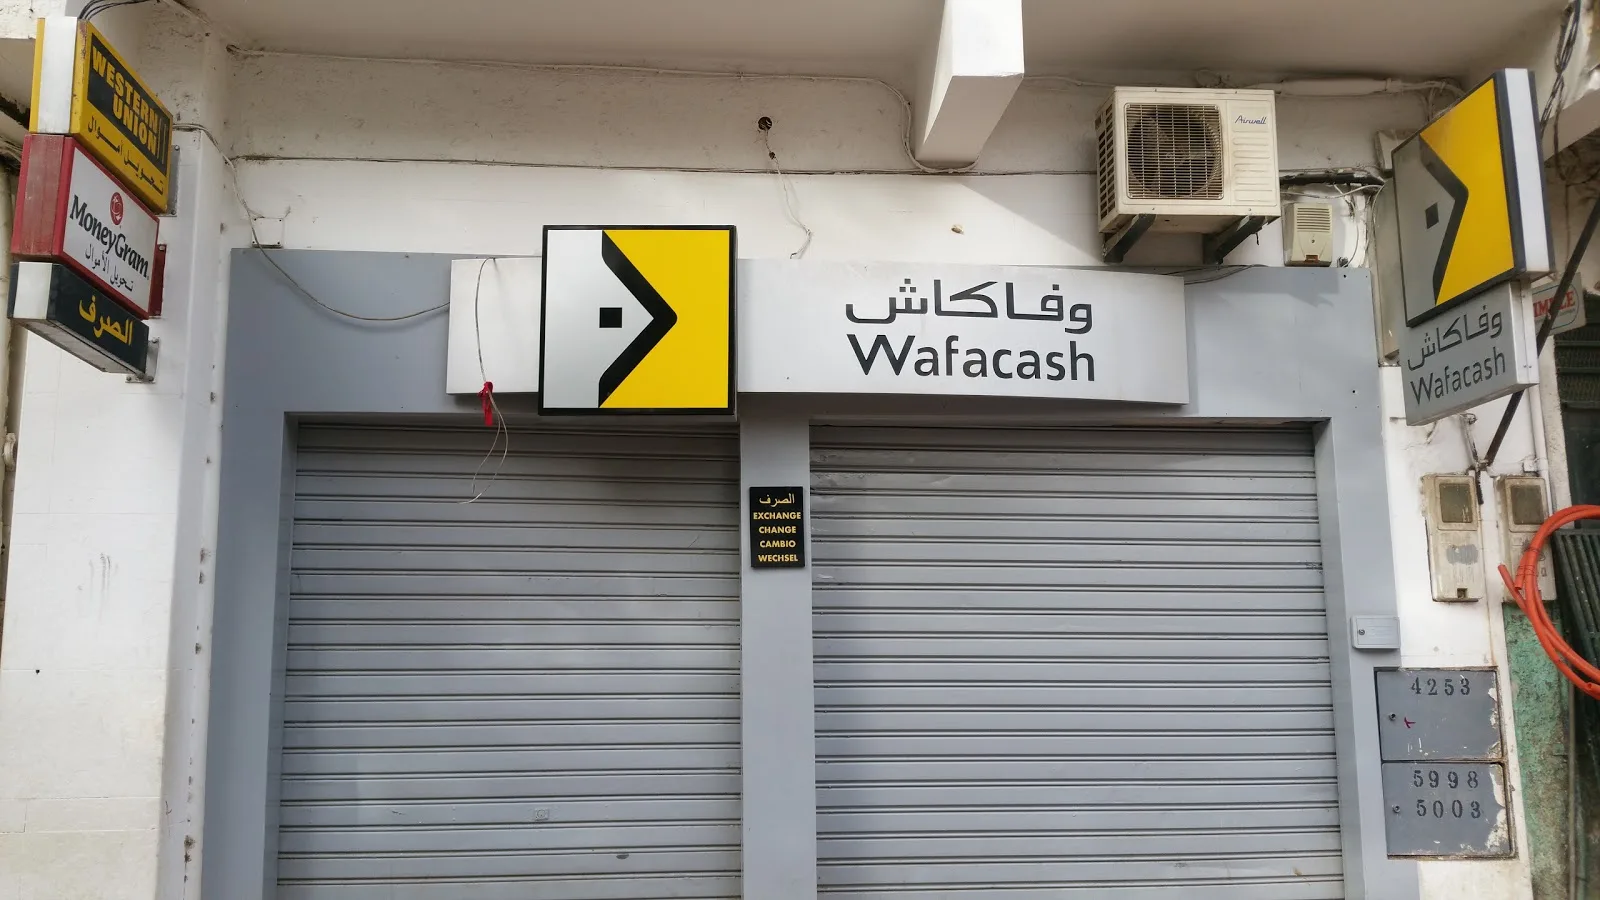 WESTERN
UNION
تحويل أموال
MoneyGram
تحويل الأموال
الصرف
وفاكاش
Wafacash
الصرف
EXCHANGE
CHANGE
CAMBIO
WECHSEL
Airwell
وفاكاش
Wafacash
4253
5998
5003